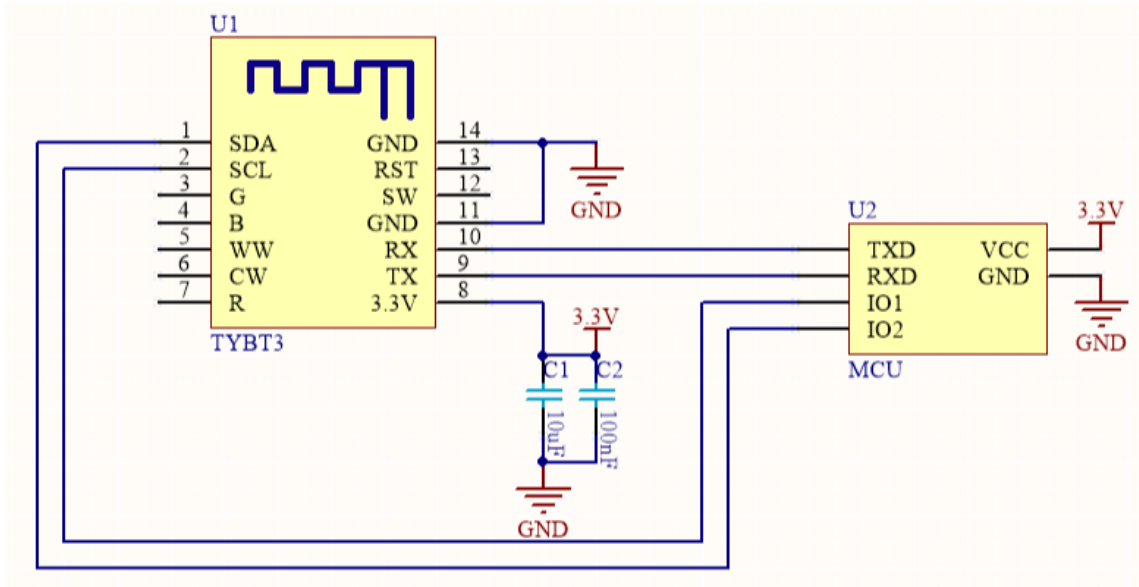 U1
1 SDA GND 14
2 SCL RST 13
3 G SW 12
4 B GND 11
5 WW RX 10
6 CW TX 9
7 R 3.3V 8
TYBT3
GND
3.3V
C1 C2
10uF 100nF
GND
U2
3.3V
TXD VCC
RXD GND
IO1
IO2
MCU
GND